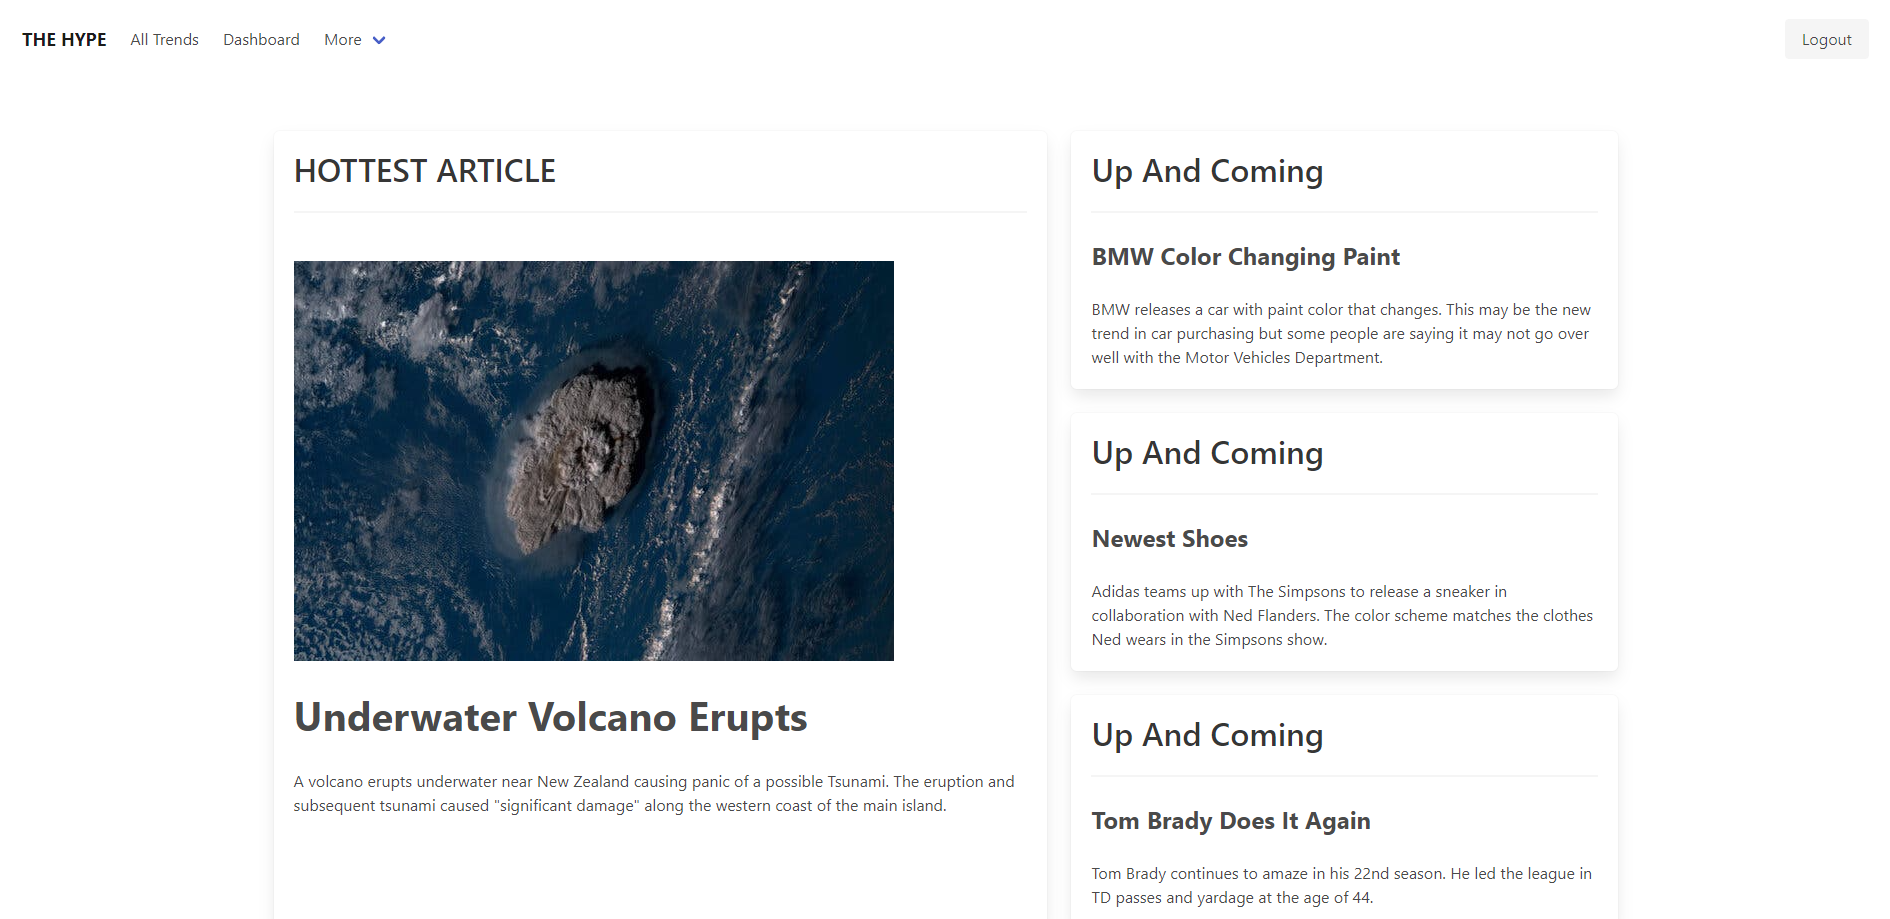 THE HYPE All Trends Dashboard More Logout
HOTTEST ARTICLE
Underwater Volcano Erupts
A volcano erupts underwater near New Zealand causing panic of a possible Tsunami. The eruption and
subsequent tsunami caused "significant damage" along the western coast of the main island.
Up And Coming
BMW Color Changing Paint
BMW releases a car with paint color that changes. This may be the new
trend in car purchasing but some people are saying it may not go over
well with the Motor Vehicles Department.
Up And Coming
Newest Shoes
Adidas teams up with The Simpsons to release a sneaker in
collaboration with Ned Flanders. The color scheme matches the clothes
Ned wears in the Simpsons show.
Up And Coming
Tom Brady Does It Again
Tom Brady continues to amaze in his 22nd season. He led the league in
TD passes and yardage at the age of 44.